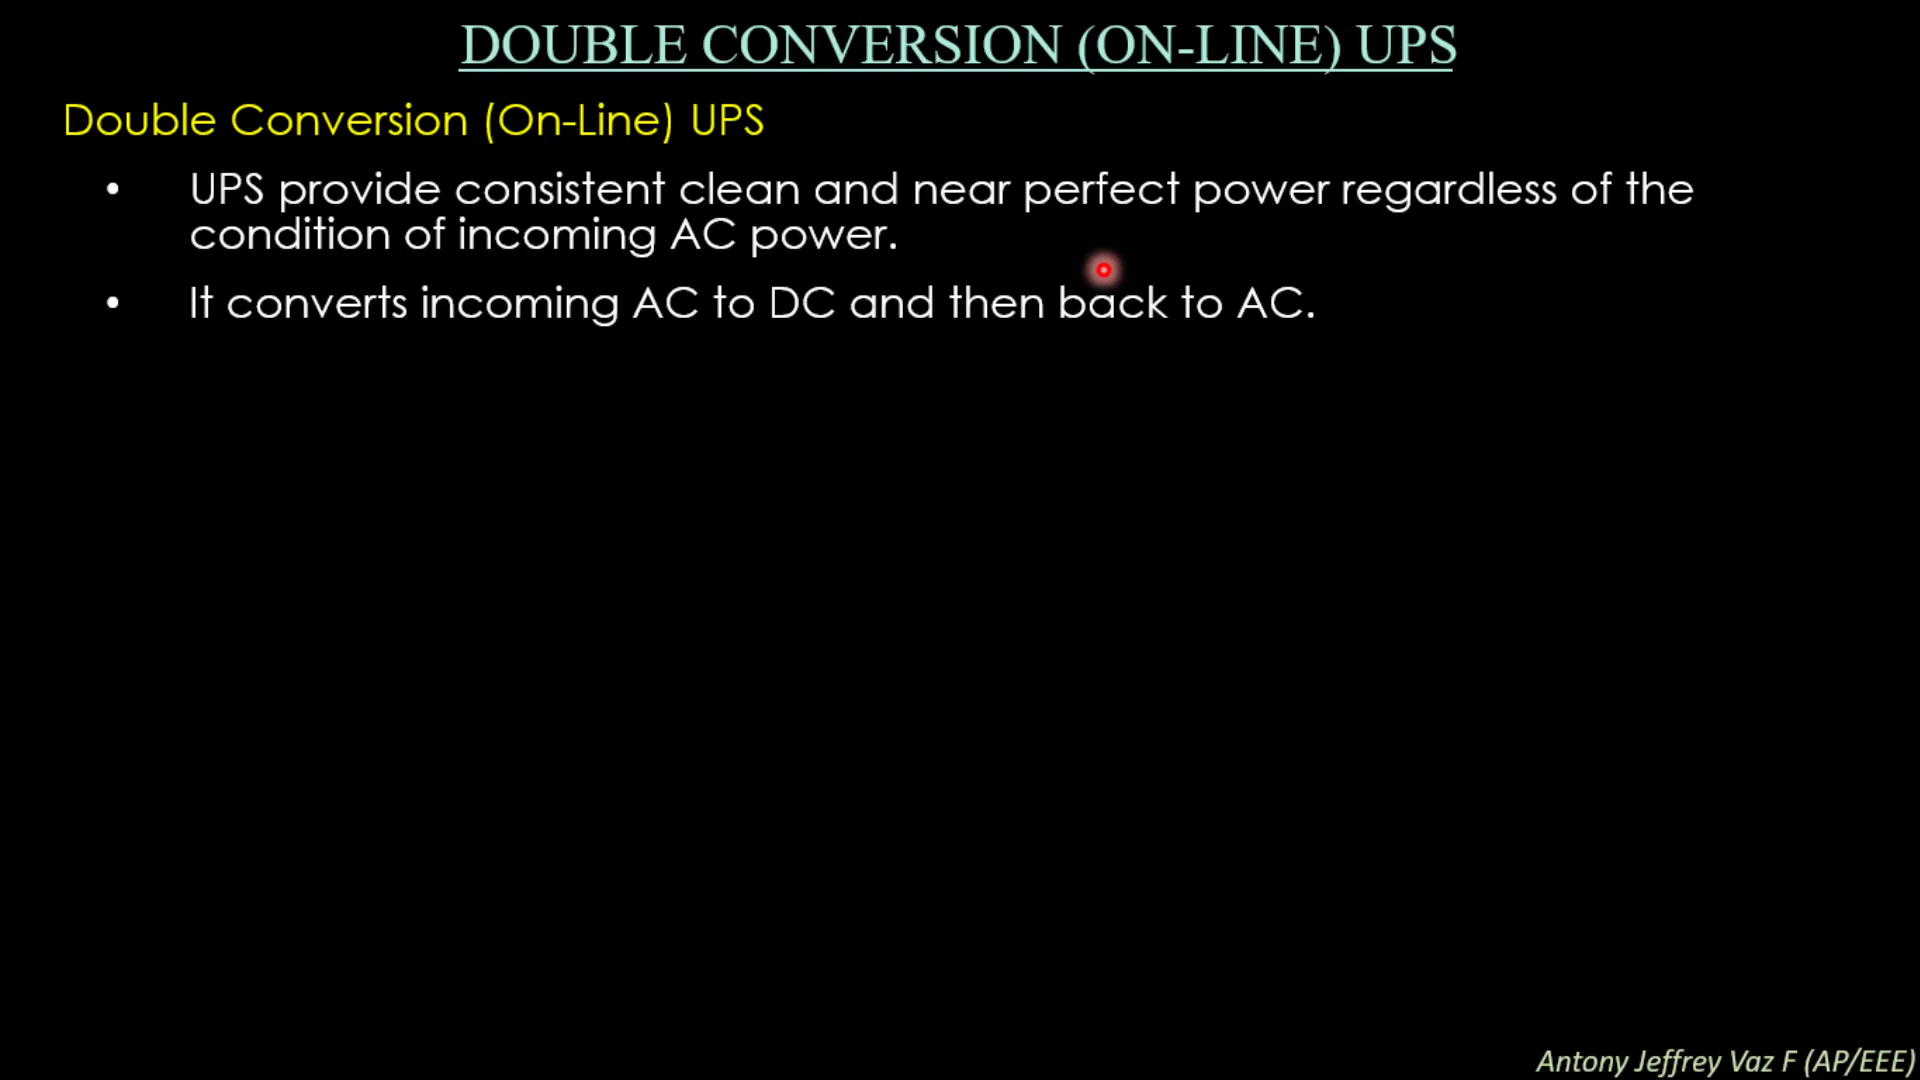 DOUBLE CONVERSION (ON-LINE) UPS
Double Conversion (On-Line) UPS
• UPS provide consistent clean and near perfect power regardless of the
condition of incoming AC power.
• It converts incoming AC to DC and then back to AC.
Antony Jeffrey Vaz F (AP/EEE)